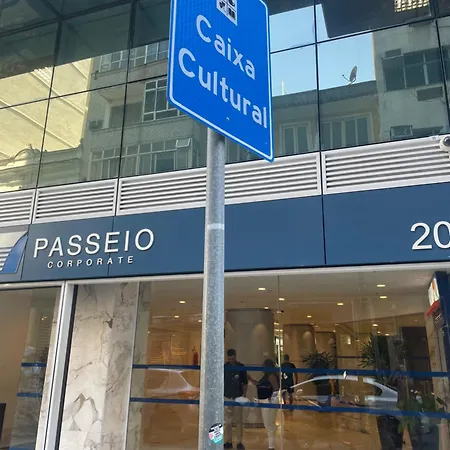 Caixa
Cultural
PASSEIO
CORPORATE
20